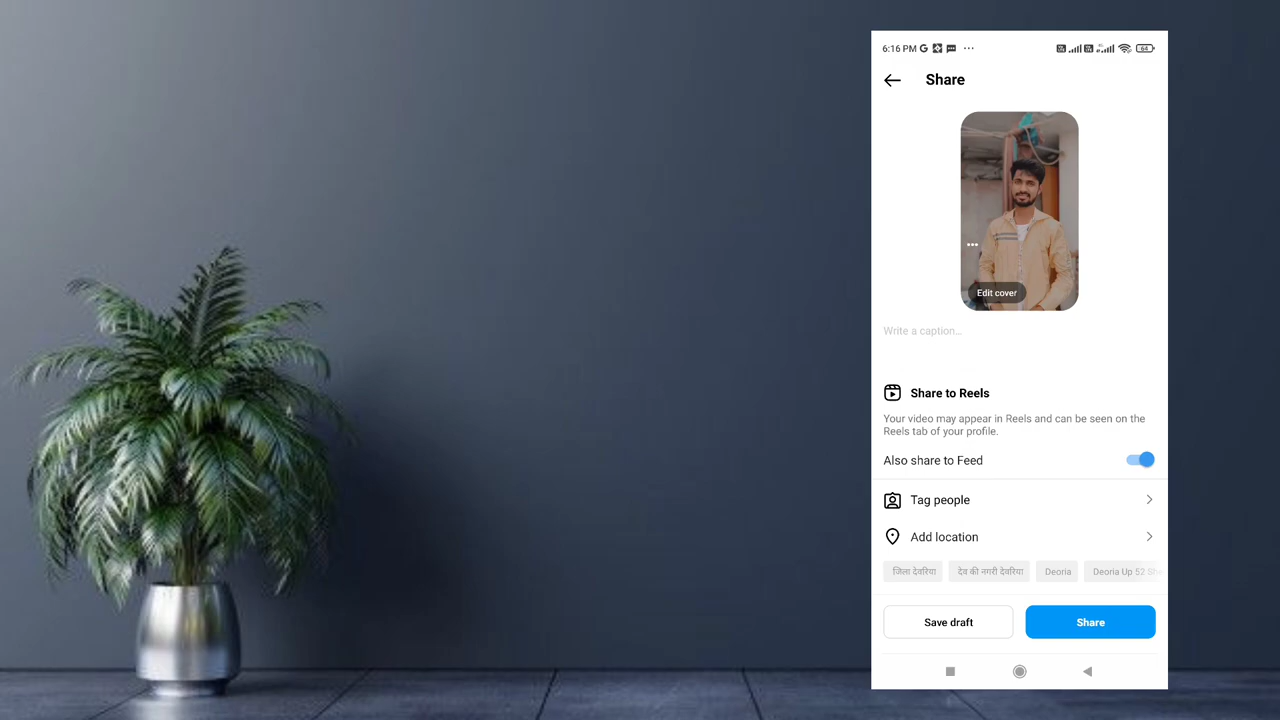 6:16 PM
64
Share
Edit cover
Write a caption...
Share to Reels
Your video may appear in Reels and can be seen on the
Reels tab of your profile.
Also share to Feed
Tag people
Add location
जिला देवरिया देव की नगरी देवरिया Deoria Deoria Up 52
Save draft Share